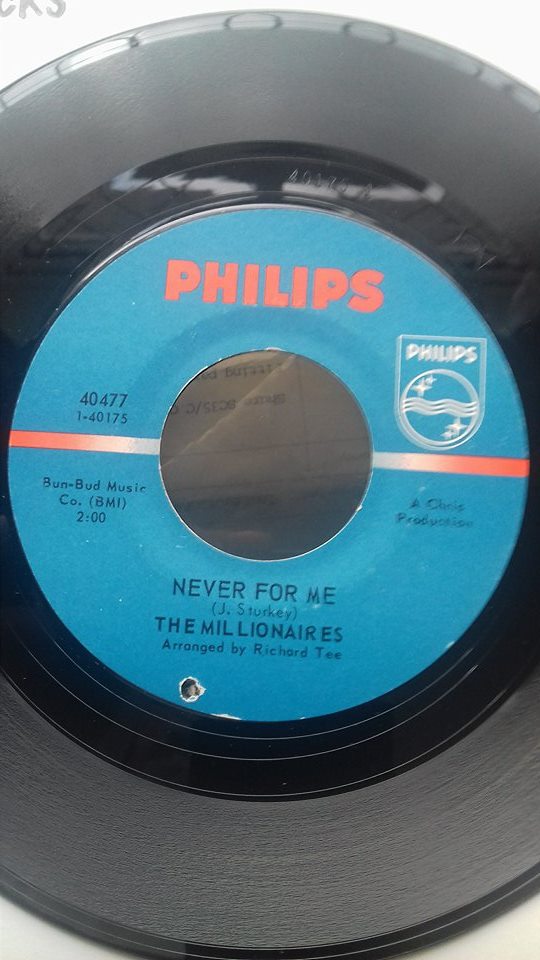 CKS
PHILIPS
PHILIPS
40477
1-40175
Bun-Bud Music
Co. (BMI)
2:00
A Chris
Production
NEVER FOR ME
(J. Sturkey)
THE MILLIONAIRES
Arranged by Richard Tee